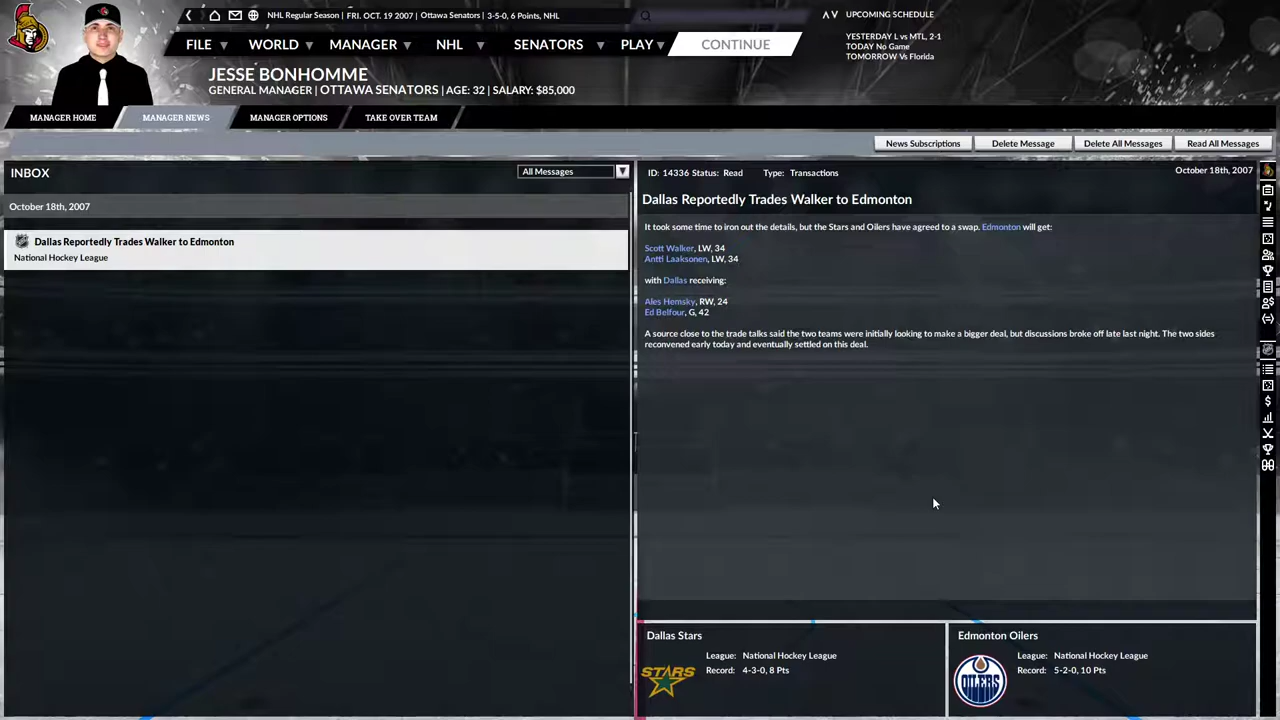 NHL Regular Season | FRI. OCT. 19 2007 | Ottawa Senators | 3-5-0, 6 Points, NHL
UPCOMING SCHEDULE
YESTERDAY L vs MTL, 2-1
TODAY No Game
TOMORROW Vs Florida
FILE WORLD MANAGER NHL SENATORS PLAY CONTINUE
JESSE BONHOMME
GENERAL MANAGER | OTTAWA SENATORS | AGE: 32 | SALARY: $85,000
MANAGER HOME MANAGER NEWS MANAGER OPTIONS TAKE OVER TEAM
News Subscriptions Delete Message Delete All Messages Read All Messages
INBOX All Messages
October 18th, 2007
Dallas Reportedly Trades Walker to Edmonton
National Hockey League
ID: 14336 Status: Read Type: Transactions October 18th, 2007
Dallas Reportedly Trades Walker to Edmonton
It took some time to iron out the details, but the Stars and Oilers have agreed to a swap. Edmonton will get:
Scott Walker, LW, 34
Antti Laaksonen, LW, 34
with Dallas receiving:
Ales Hemsky, RW, 24
Ed Belfour, G, 42
A source close to the trade talks said the two teams were initially looking to make a bigger deal, but discussions broke off late last night. The two sides
reconvened early today and eventually settled on this deal.
Dallas Stars
League: National Hockey League
Record: 4-3-0, 8 Pts
STARS
Edmonton Oilers
League: National Hockey League
Record: 5-2-0, 10 Pts
OILERS